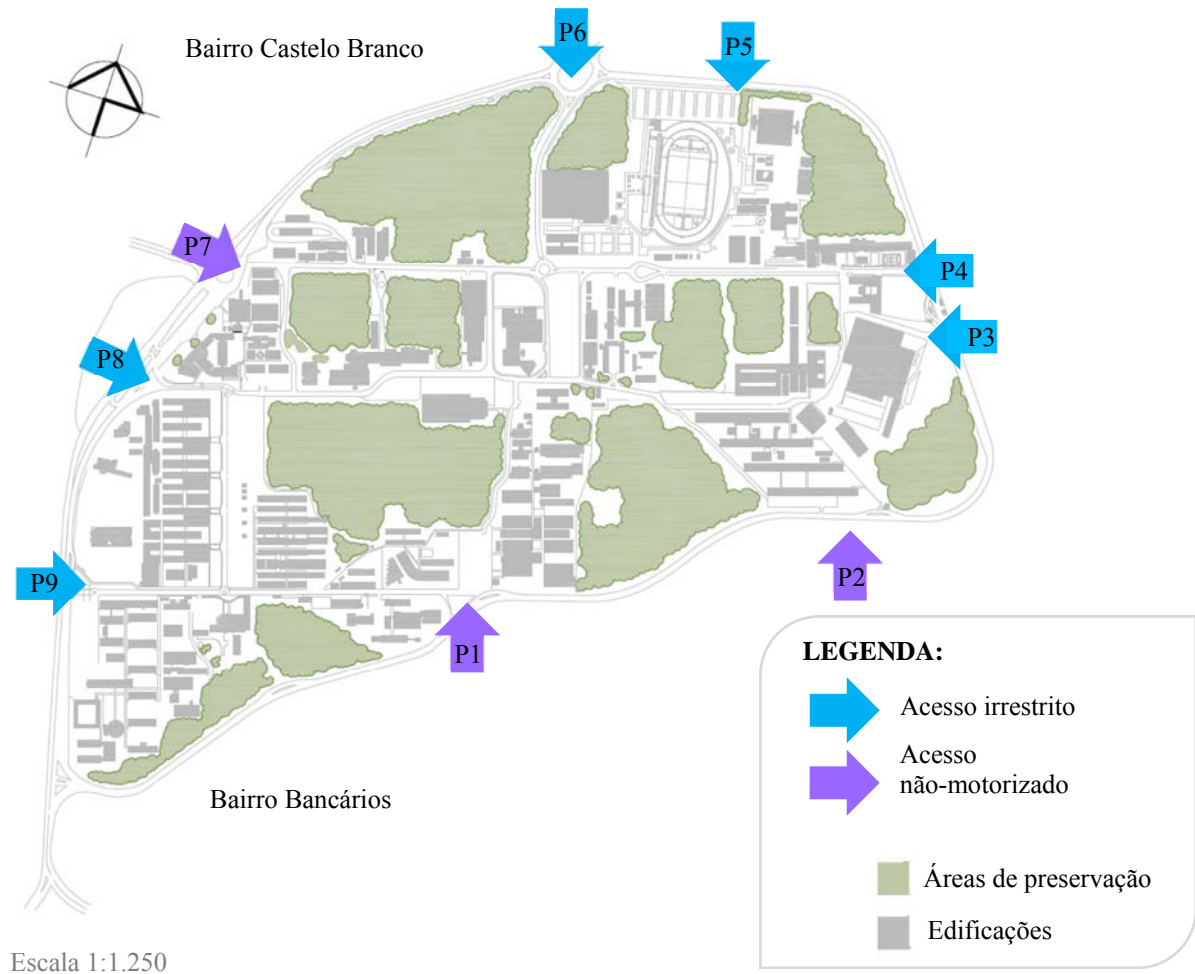 P6
Bairro Castelo Branco
P5
P7
P4
P3
P8
P9
P2
P1
LEGENDA:
Acesso irrestrito
Acesso
não-motorizado
Bairro Bancários
Áreas de preservação
Edificações
Escala 1:1.250